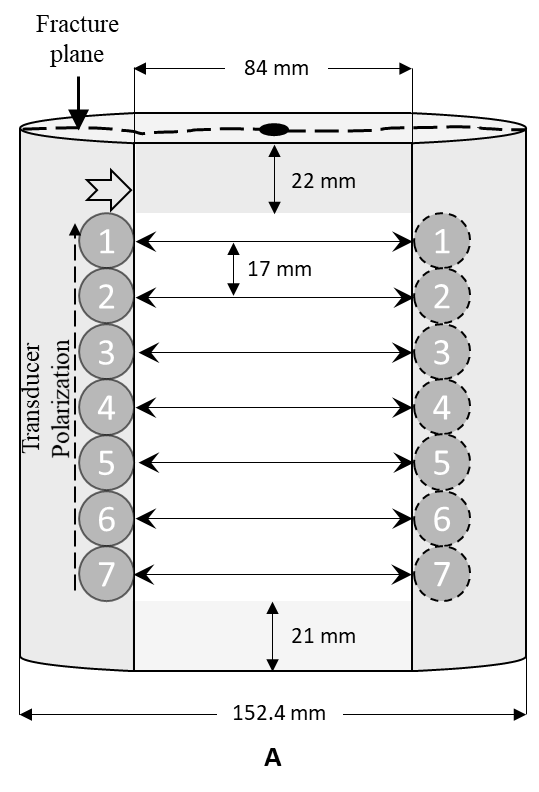 Fracture
plane
84 mm
22 mm
1 1
17 mm
2 2
3 3
4 4
5 5
6 6
7 7
Transducer
Polarization
21 mm
152.4 mm
A